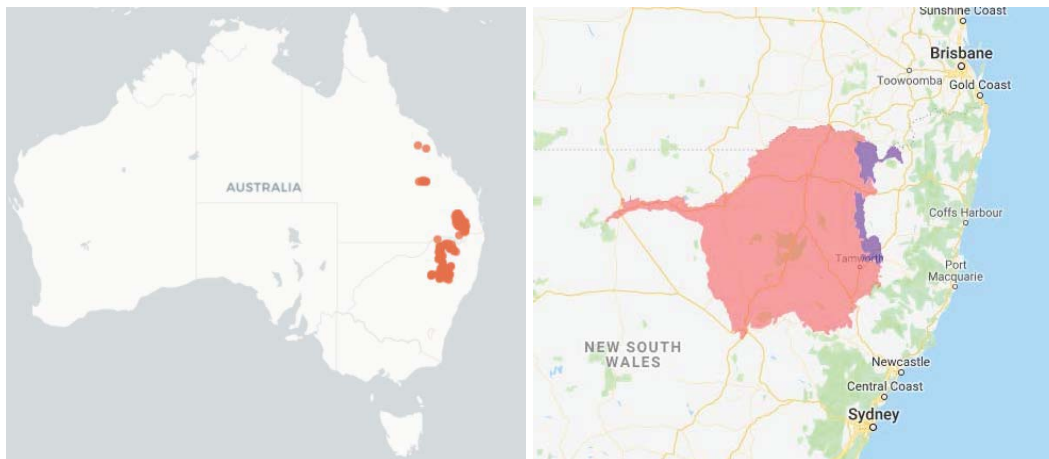 AUSTRALIA
Sunshine Coast
Brisbane
Toowoomba
Gold Coast
Coffs Harbour
Tamworth
Port
Macquarie
NEW SOUTH
WALES
Newcastle
Central Coast
Sydney